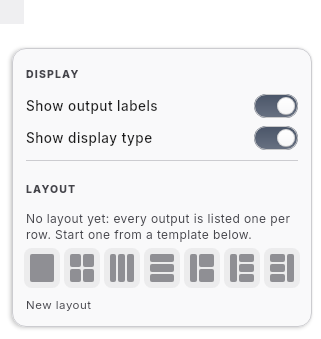 DISPLAY
Show output labels
Show display type
LAYOUT
No layout yet: every output is listed one per
row. Start one from a template below.
New layout